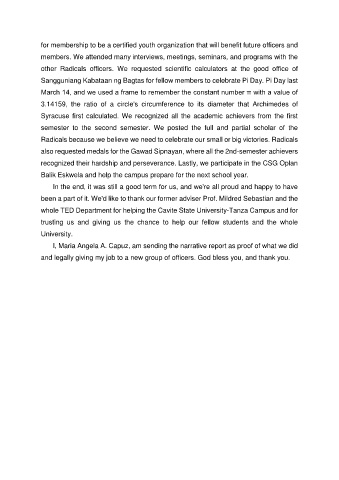 for membership to be a certified youth organization that will benefit future officers and
members. We attended many interviews, meetings, seminars, and programs with the
other Radicals officers. We requested scientific calculators at the good office of
Sangguniang Kabataan ng Bagtas for fellow members to celebrate Pi Day. Pi Day last
March 14, and we used a frame to remember the constant number π with a value of
3.14159, the ratio of a circle's circumference to its diameter that Archimedes of
Syracuse first calculated. We recognized all the academic achievers from the first
semester to the second semester. We posted the full and partial scholar of the
Radicals because we believe we need to celebrate our small or big victories. Radicals
also requested medals for the Gawad Sipnayan, where all the 2nd-semester achievers
recognized their hardship and perseverance. Lastly, we participate in the CSG Oplan
Balik Eskwela and help the campus prepare for the next school year.
In the end, it was still a good term for us, and we're all proud and happy to have
been a part of it. We'd like to thank our former adviser Prof. Mildred Sebastian and the
whole TED Department for helping the Cavite State University-Tanza Campus and for
trusting us and giving us the chance to help our fellow students and the whole
University.
I, Maria Angela A. Capuz, am sending the narrative report as proof of what we did
and legally giving my job to a new group of officers. God bless you, and thank you.